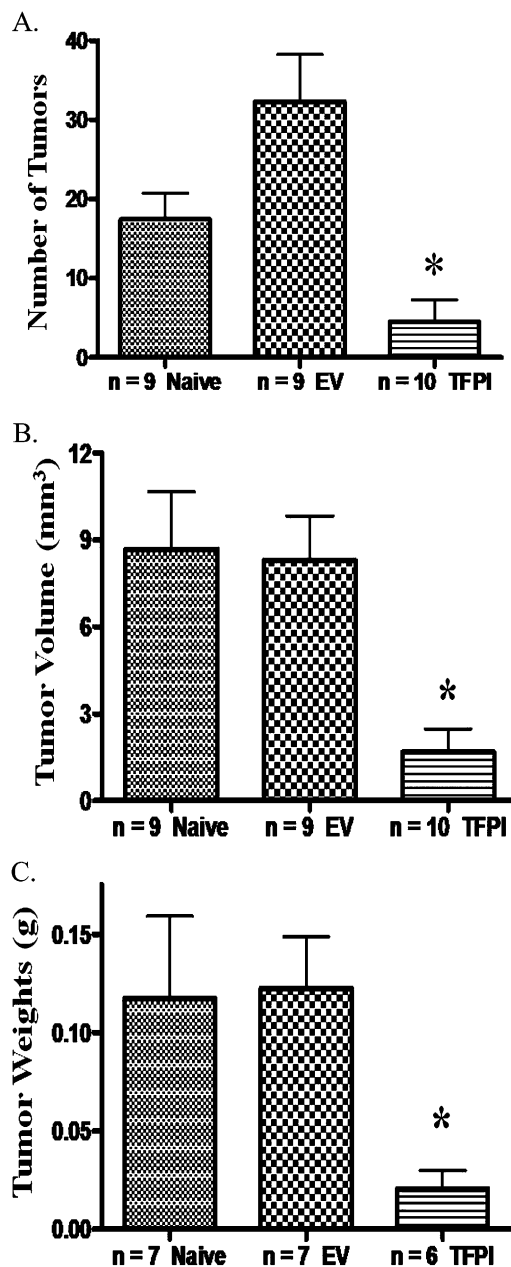 A.
Number of Tumors
40
30
20
10
0
*
n = 9 Naive n = 9 EV n = 10 TFPI
B.
Tumor Volume (mm³)
12
9
6
3
0
*
n = 9 Naive n = 9 EV n = 10 TFPI
C.
Tumor Weights (g)
0.15
0.10
0.05
0.00
*
n = 7 Naive n = 7 EV n = 6 TFPI